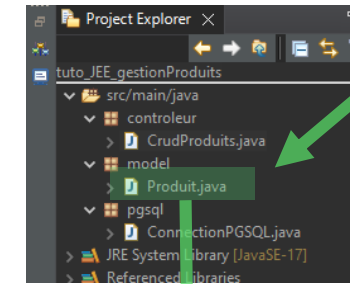 Project Explorer
tuto_JEE_gestionProduits
src/main/java
controleur
CrudProduits.java
model
Produit.java
pgsql
ConnectionPGSQL.java
JRE System Library [JavaSE-17]
Referenced Libraries